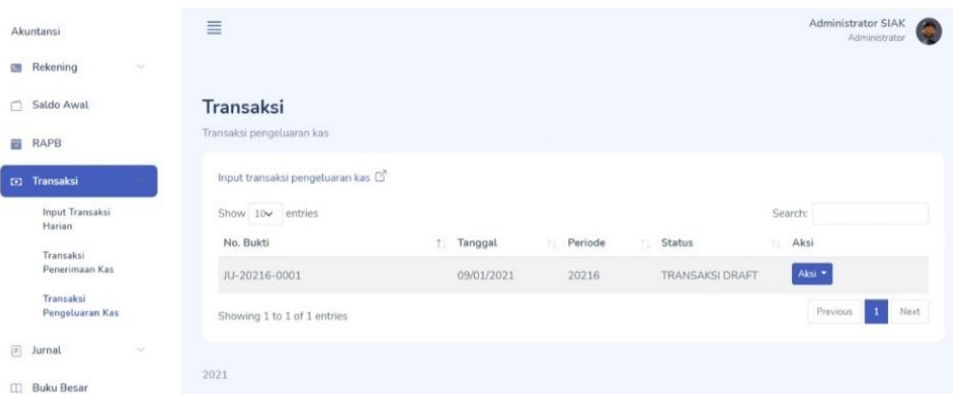 Akuntansi
Rekening
Saldo Awal
RAPB
Transaksi
Input Transaksi
Harian
Transaksi
Penerimaan Kas
Transaksi
Pengeluaran Kas
Jurnal
Buku Besar
Administrator SIAK
Administrator
Transaksi
Transaksi pengeluaran kas
Input transaksi pengeluaran kas
Show 10 entries Search:
No. Bukti Tanggal Periode Status Aksi
JU-20216-0001 09/01/2021 20216 TRANSAKSI DRAFT Aksi
Showing 1 to 1 of 1 entries Previous 1 Next
2021